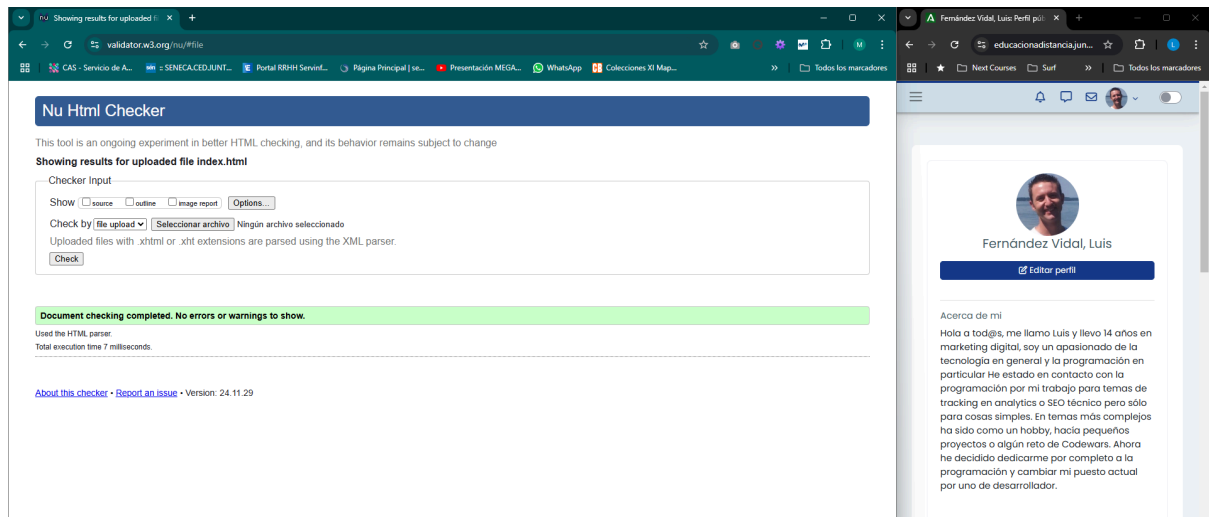 Showing results for uploaded fi
validator.w3.org/nu/#file
M
CAS - Servicio de A...
:: SENECA.CED.JUNT...
Portal RRHH Servinf...
Página Principal | se...
Presentación MEGA...
WhatsApp
Colecciones XI Map...
»
Todos los marcadores
Nu Html Checker
This tool is an ongoing experiment in better HTML checking, and its behavior remains subject to change
Showing results for uploaded file index.html
Checker Input
Show source outline image report Options...
Check by file upload Seleccionar archivo Ningún archivo seleccionado
Uploaded files with .xhtml or .xht extensions are parsed using the XML parser.
Check
Document checking completed. No errors or warnings to show.
Used the HTML parser.
Total execution time 7 milliseconds.
About this checker • Report an issue • Version: 24.11.29
Fernández Vidal, Luis: Perfil púb
educacionadistancia.jun...
L
Next Courses
Surf
»
Todos los marcadores
Fernández Vidal, Luis
Editar perfil
Acerca de mi
Hola a tod@s, me llamo Luis y llevo 14 años en
marketing digital, soy un apasionado de la
tecnología en general y la programación en
particular He estado en contacto con la
programación por mi trabajo para temas de
tracking en analytics o SEO técnico pero sólo
para cosas simples. En temas más complejos
ha sido como un hobby, hacia pequeños
proyectos o algún reto de Codewars. Ahora
he decidido dedicarme por completo a la
programación y cambiar mi puesto actual
por uno de desarrollador.